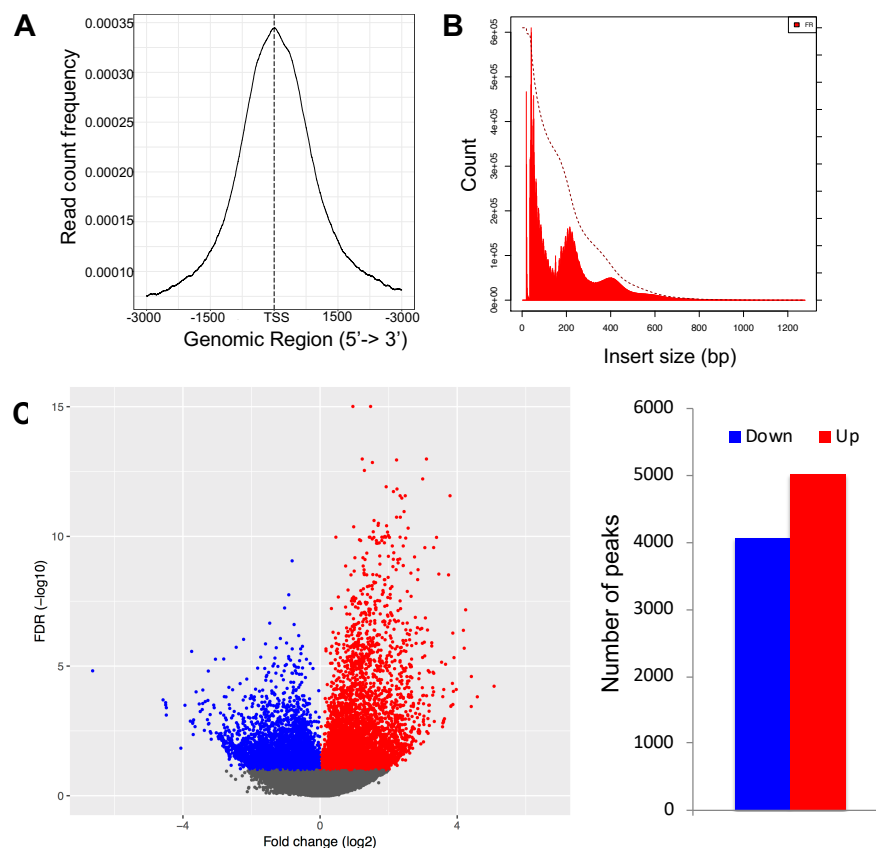 A
Read count frequency
0.00035
0.00030
0.00025
0.00020
0.00015
0.00010
-3000 -1500 TSS 1500 -3000
Genomic Region (5'-> 3')
B
FR
Count
6e+05
5e+05
4e+05
3e+05
2e+05
1e+05
0e+00
0 200 400 600 800 1000 1200
Insert size (bp)
C
FDR (−log10)
15
10
5
0
−4 0 4
Fold change (log2)
Number of peaks
Down Up
6000
5000
4000
3000
2000
1000
0